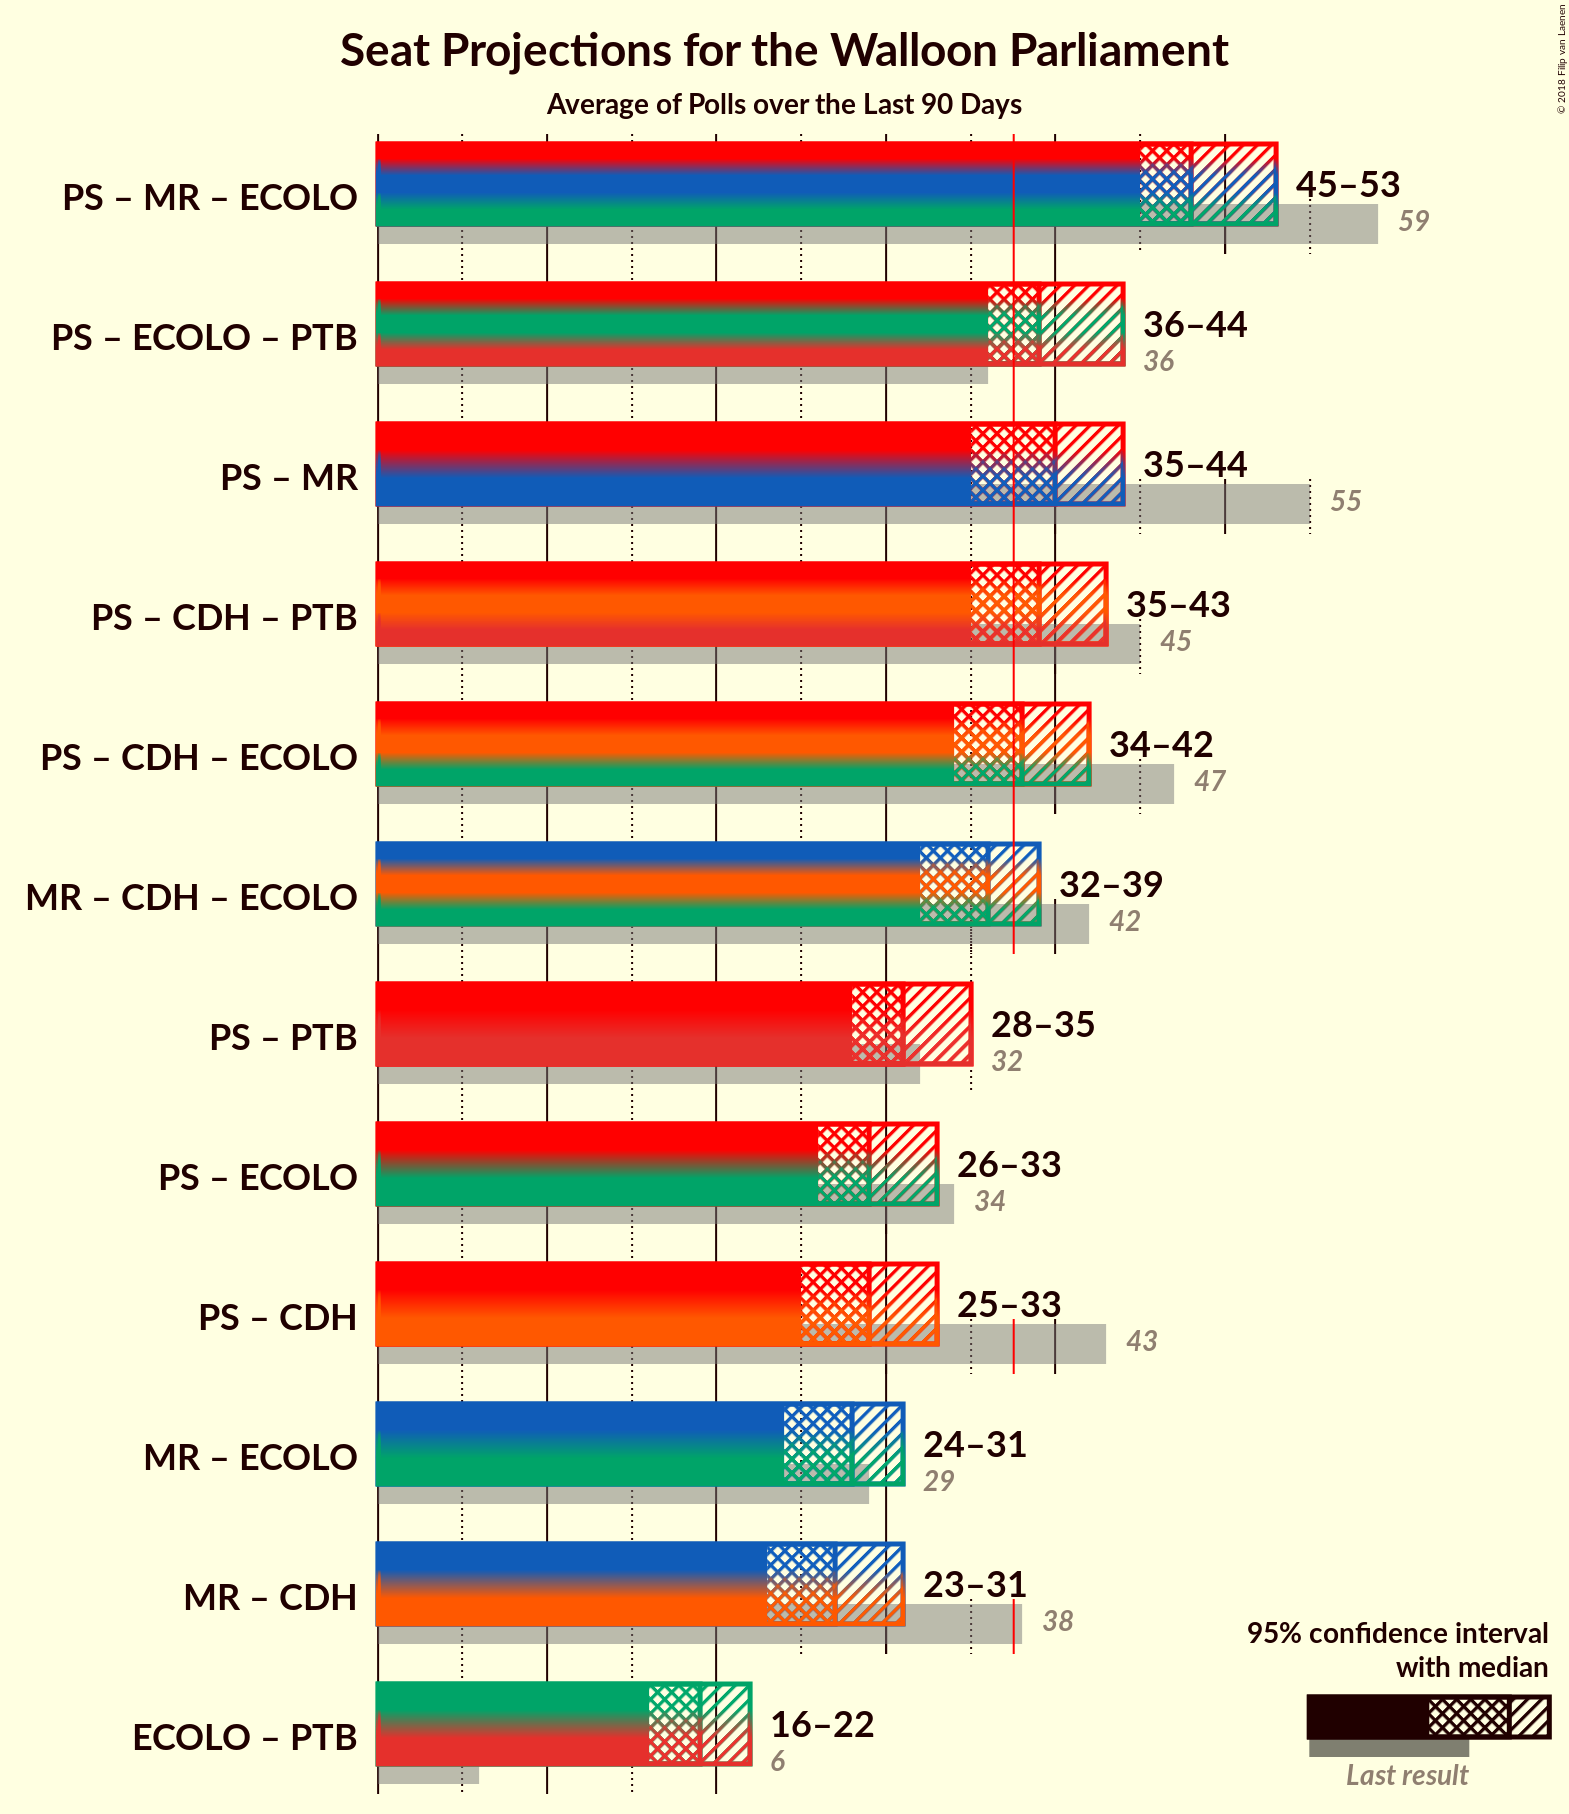 Seat Projections for the Walloon Parliament
Average of Polls over the Last 90 Days
© 2018 Filip van Laenen
PS – MR – ECOLO
45–53
59
PS – ECOLO – PTB
36–44
36
PS – MR
35–44
55
PS – CDH – PTB
35–43
45
PS – CDH – ECOLO
34–42
47
MR – CDH – ECOLO
32–39
42
PS – PTB
28–35
32
PS – ECOLO
26–33
34
PS – CDH
25–33
43
MR – ECOLO
24–31
29
MR – CDH
23–31
38
ECOLO – PTB
16–22
6
95% confidence interval
with median
Last result